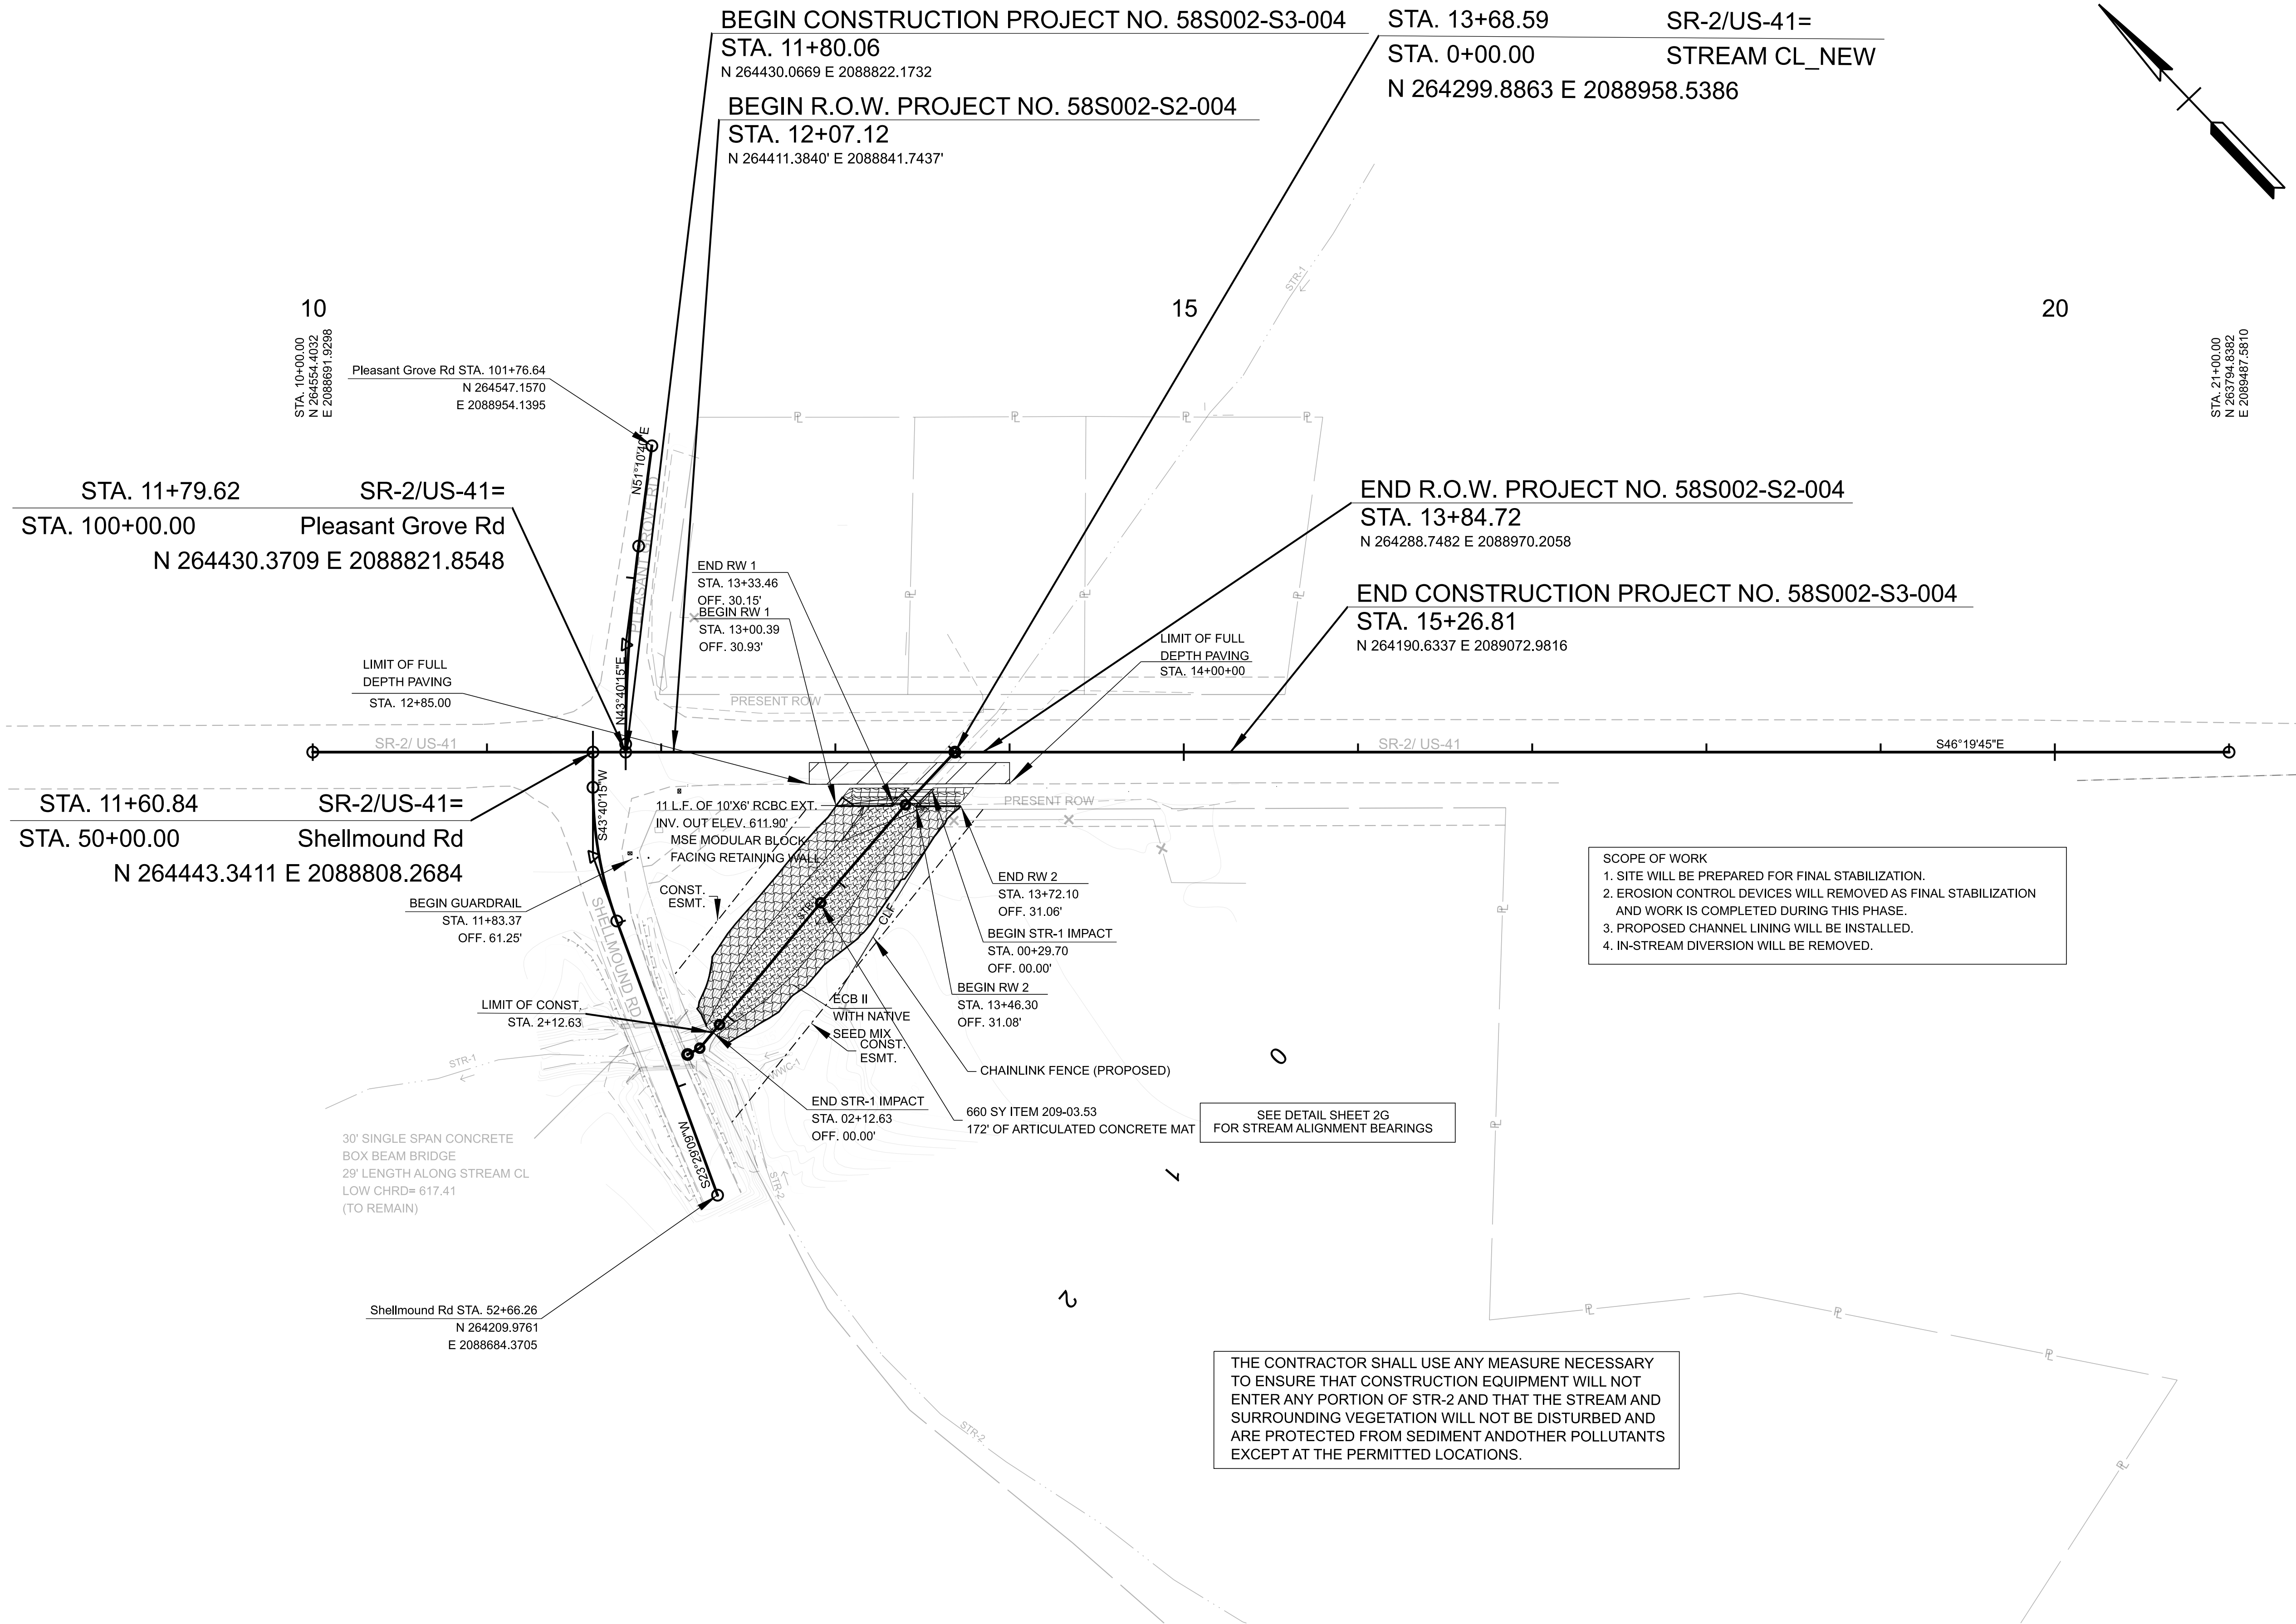 BEGIN CONSTRUCTION PROJECT NO. 58S002-S3-004
STA. 11+80.06
N 264430.0669 E 2088822.1732
BEGIN R.O.W. PROJECT NO. 58S002-S2-004
STA. 12+07.12
N 264411.3840' E 2088841.7437'
STA. 13+68.59 SR-2/US-41=
STA. 0+00.00 STREAM CL_NEW
N 264299.8863 E 2088958.5386
STR-1
10
15
20
STA. 10+00.00
N 264554.4032
E 2088691.9298
STA. 21+00.00
N 263794.8382
E 2089487.5810
Pleasant Grove Rd STA. 101+76.64
N 264547.1570
E 2088954.1395
PL
PL
PL
PL
N51°10'40"E
PLEASANT GROVE RD
STA. 11+79.62 SR-2/US-41=
STA. 100+00.00 Pleasant Grove Rd
N 264430.3709 E 2088821.8548
END R.O.W. PROJECT NO. 58S002-S2-004
STA. 13+84.72
N 264288.7482 E 2088970.2058
END RW 1
STA. 13+33.46
OFF. 30.15'
BEGIN RW 1
STA. 13+00.39
OFF. 30.93'
PL
PL
PL
END CONSTRUCTION PROJECT NO. 58S002-S3-004
STA. 15+26.81
N 264190.6337 E 2089072.9816
LIMIT OF FULL
DEPTH PAVING
STA. 12+85.00
LIMIT OF FULL
DEPTH PAVING
STA. 14+00+00
N43°40'15"E
PRESENT ROW
SR-2/ US-41
SR-2/ US-41
S46°19'45"E
STA. 11+60.84 SR-2/US-41=
STA. 50+00.00 Shellmound Rd
N 264443.3411 E 2088808.2684
S43°40'15"W
11 L.F. OF 10'X6' RCBC EXT.
INV. OUT ELEV. 611.90'
MSE MODULAR BLOCK
FACING RETAINING WALL
PRESENT ROW
CONST.
ESMT.
BEGIN GUARDRAIL
STA. 11+83.37
OFF. 61.25'
SHELLMOUND RD
STR-1
CLF
END RW 2
STA. 13+72.10
OFF. 31.06'
BEGIN STR-1 IMPACT
STA. 00+29.70
OFF. 00.00'
BEGIN RW 2
STA. 13+46.30
OFF. 31.08'
SCOPE OF WORK
1. SITE WILL BE PREPARED FOR FINAL STABILIZATION.
2. EROSION CONTROL DEVICES WILL REMOVED AS FINAL STABILIZATION
AND WORK IS COMPLETED DURING THIS PHASE.
3. PROPOSED CHANNEL LINING WILL BE INSTALLED.
4. IN-STREAM DIVERSION WILL BE REMOVED.
PL
LIMIT OF CONST.
STA. 2+12.63
ECB II
WITH NATIVE
SEED MIX
CONST.
ESMT.
STR-1
WWC-1
CHAINLINK FENCE (PROPOSED)
0
END STR-1 IMPACT
STA. 02+12.63
OFF. 00.00'
660 SY ITEM 209-03.53
172' OF ARTICULATED CONCRETE MAT
SEE DETAIL SHEET 2G
FOR STREAM ALIGNMENT BEARINGS
PL
30' SINGLE SPAN CONCRETE
BOX BEAM BRIDGE
29' LENGTH ALONG STREAM CL
LOW CHRD= 617.41
(TO REMAIN)
S23°29'09"W
STR-2
1
2
Shellmound Rd STA. 52+66.26
N 264209.9761
E 2088684.3705
PL
PL
PL
PL
THE CONTRACTOR SHALL USE ANY MEASURE NECESSARY
TO ENSURE THAT CONSTRUCTION EQUIPMENT WILL NOT
ENTER ANY PORTION OF STR-2 AND THAT THE STREAM AND
SURROUNDING VEGETATION WILL NOT BE DISTURBED AND
ARE PROTECTED FROM SEDIMENT ANDOTHER POLLUTANTS
EXCEPT AT THE PERMITTED LOCATIONS.
STR-2